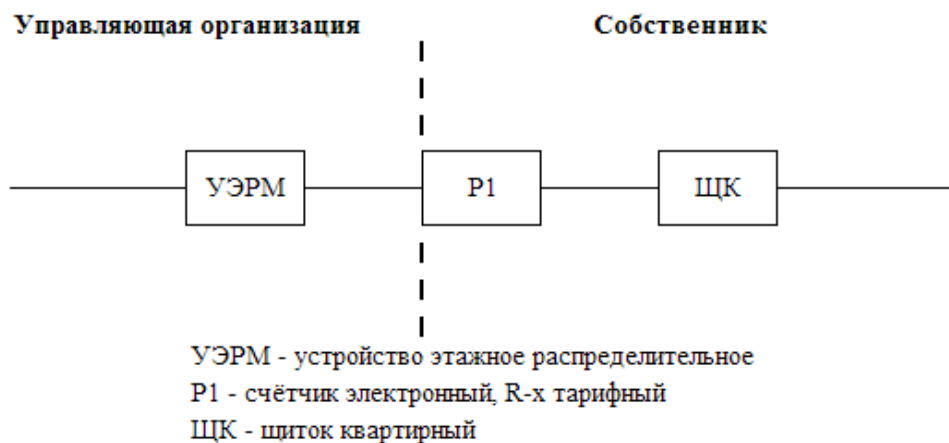 Управляющая организация
Собственник
УЭРМ
Р1
ЩК
УЭРМ - устройство этажное распределительное
Р1 - счётчик электронный, R-х тарифный
ЩК - щиток квартирный